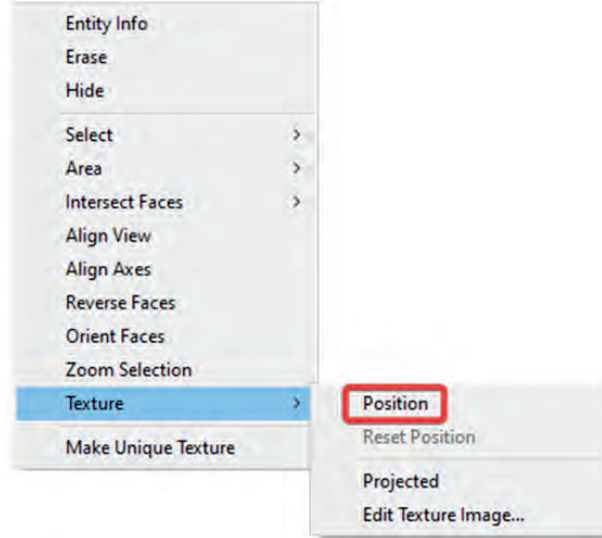 Entity Info
Erase
Hide
Select
Area
Intersect Faces
Align View
Align Axes
Reverse Faces
Orient Faces
Zoom Selection
Texture
Make Unique Texture
Position
Reset Position
Projected
Edit Texture Image...